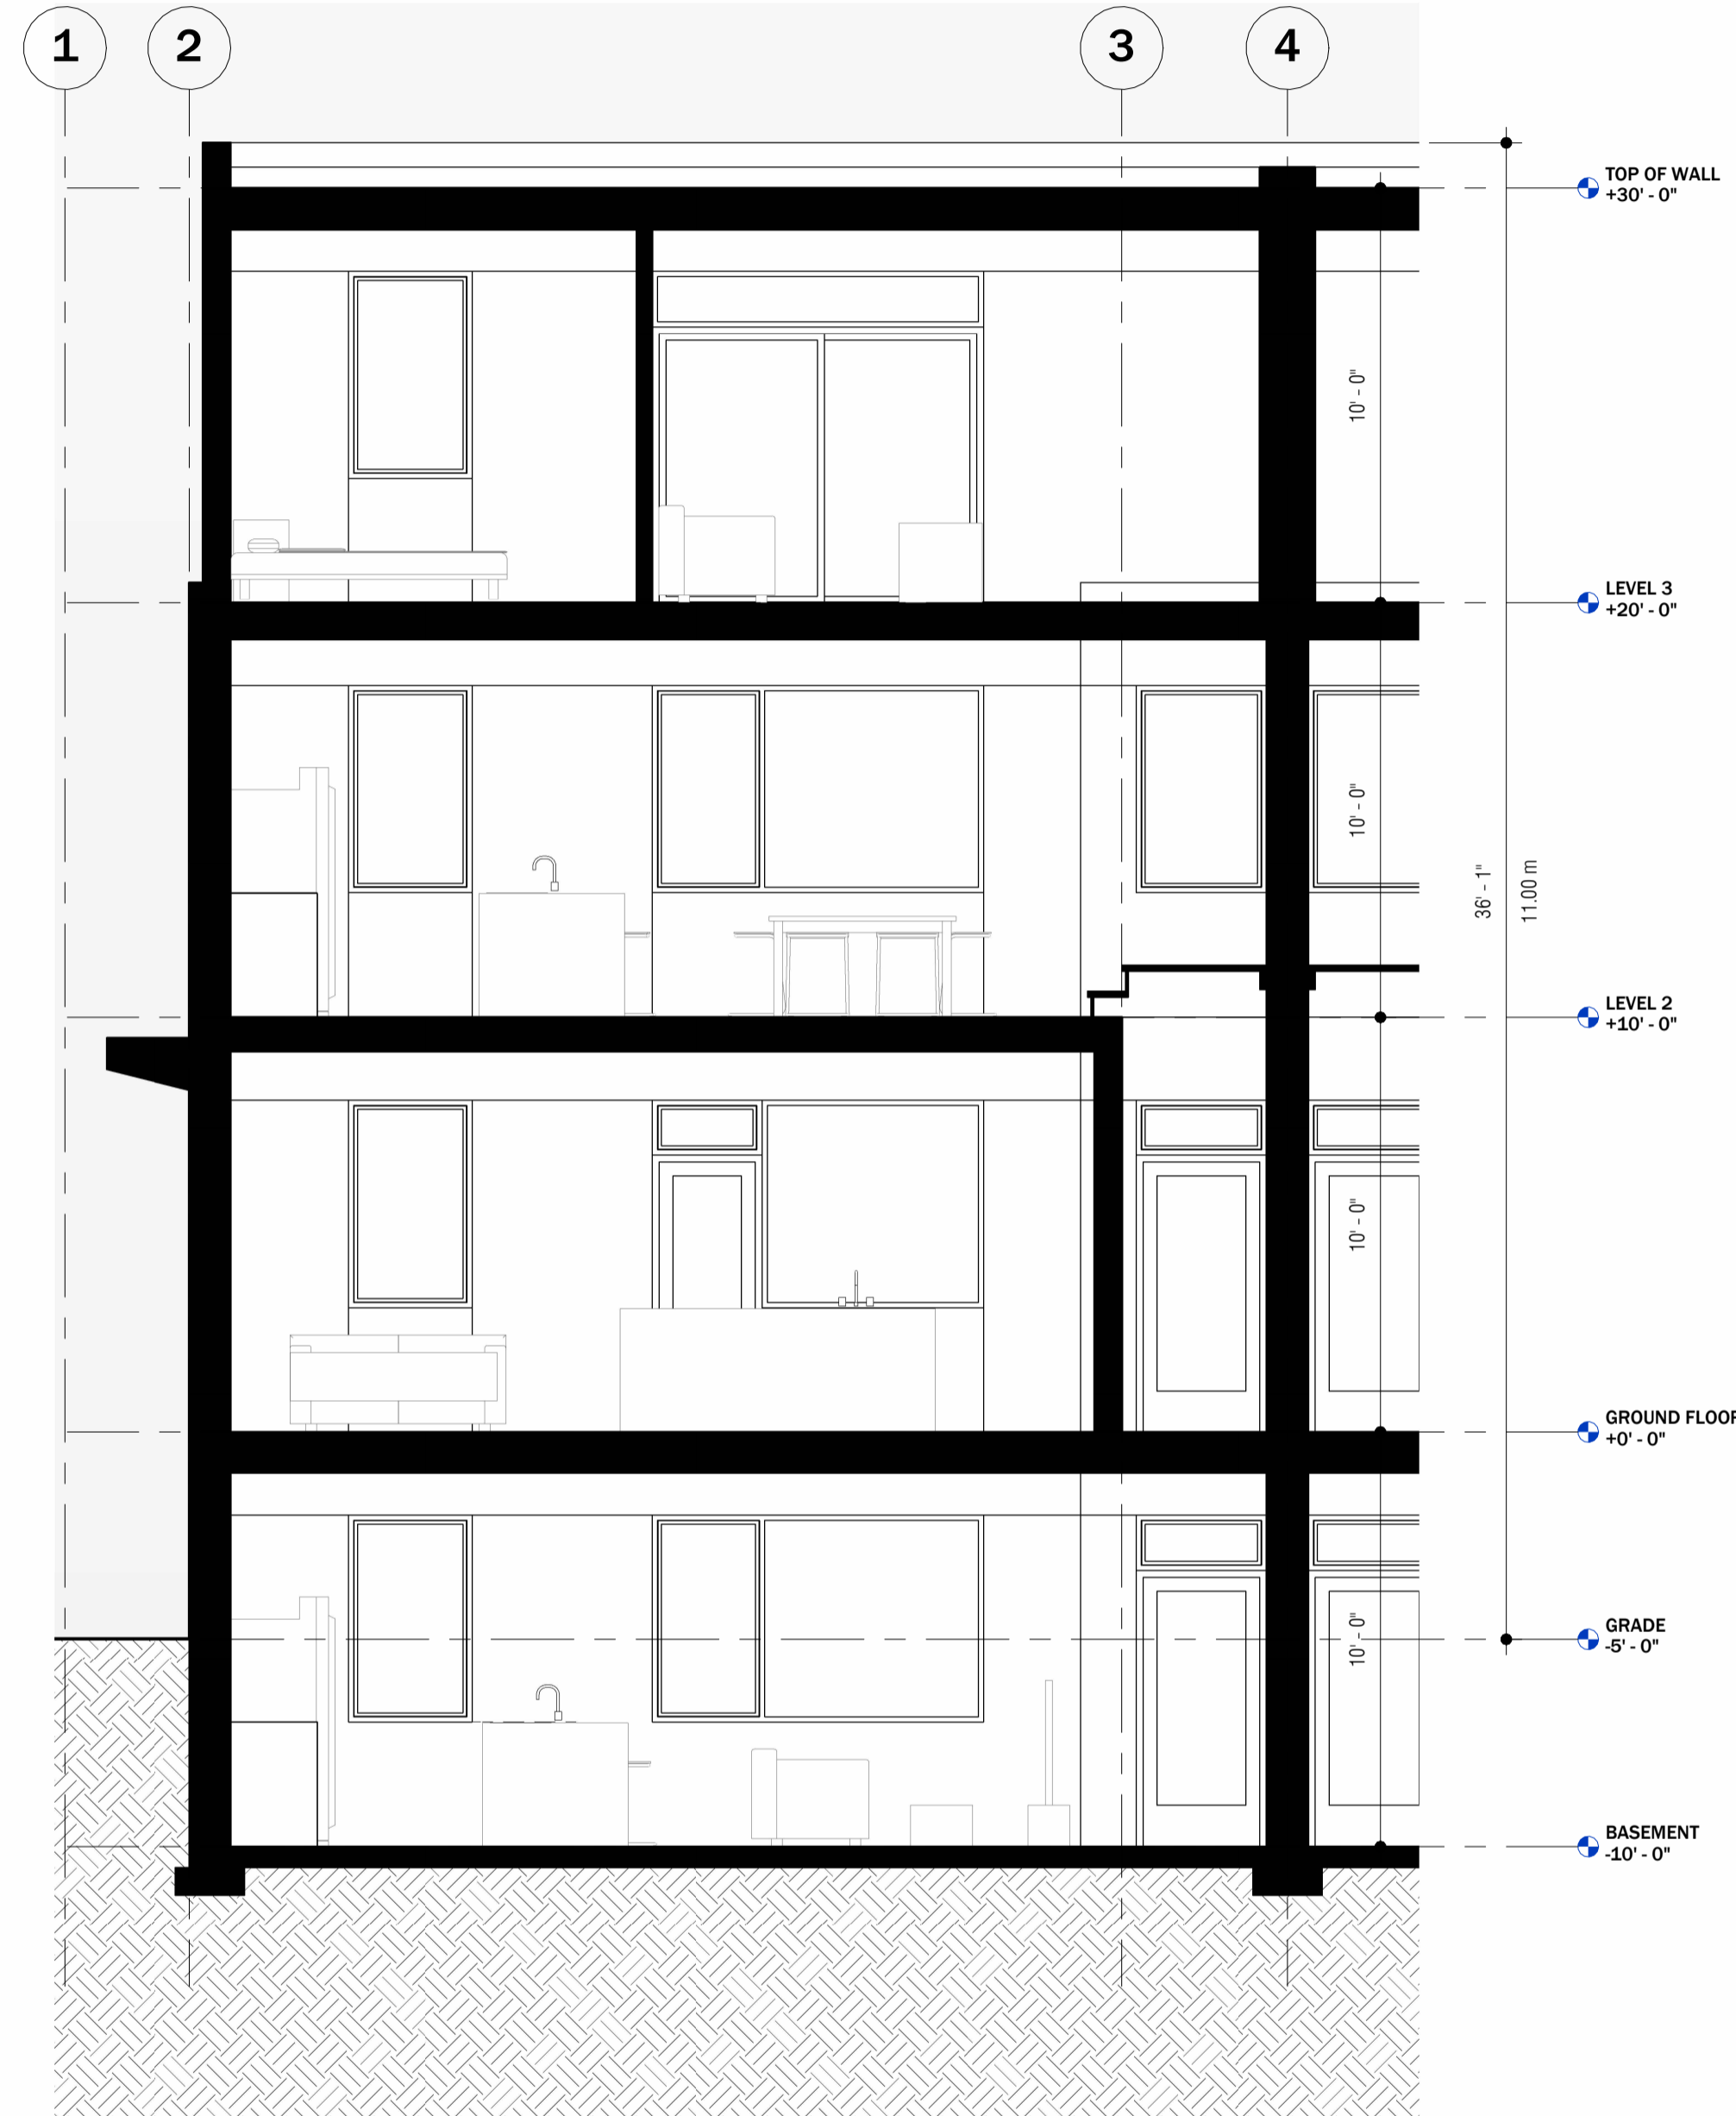 1 2 3 4
TOP OF WALL
+30' - 0"
10' - 0"
LEVEL 3
+20' - 0"
10' - 0"
36' - 1"
11.00 m
LEVEL 2
+10' - 0"
10' - 0"
GROUND FLOOR
+0' - 0"
10' - 0"
GRADE
-5' - 0"
BASEMENT
-10' - 0"